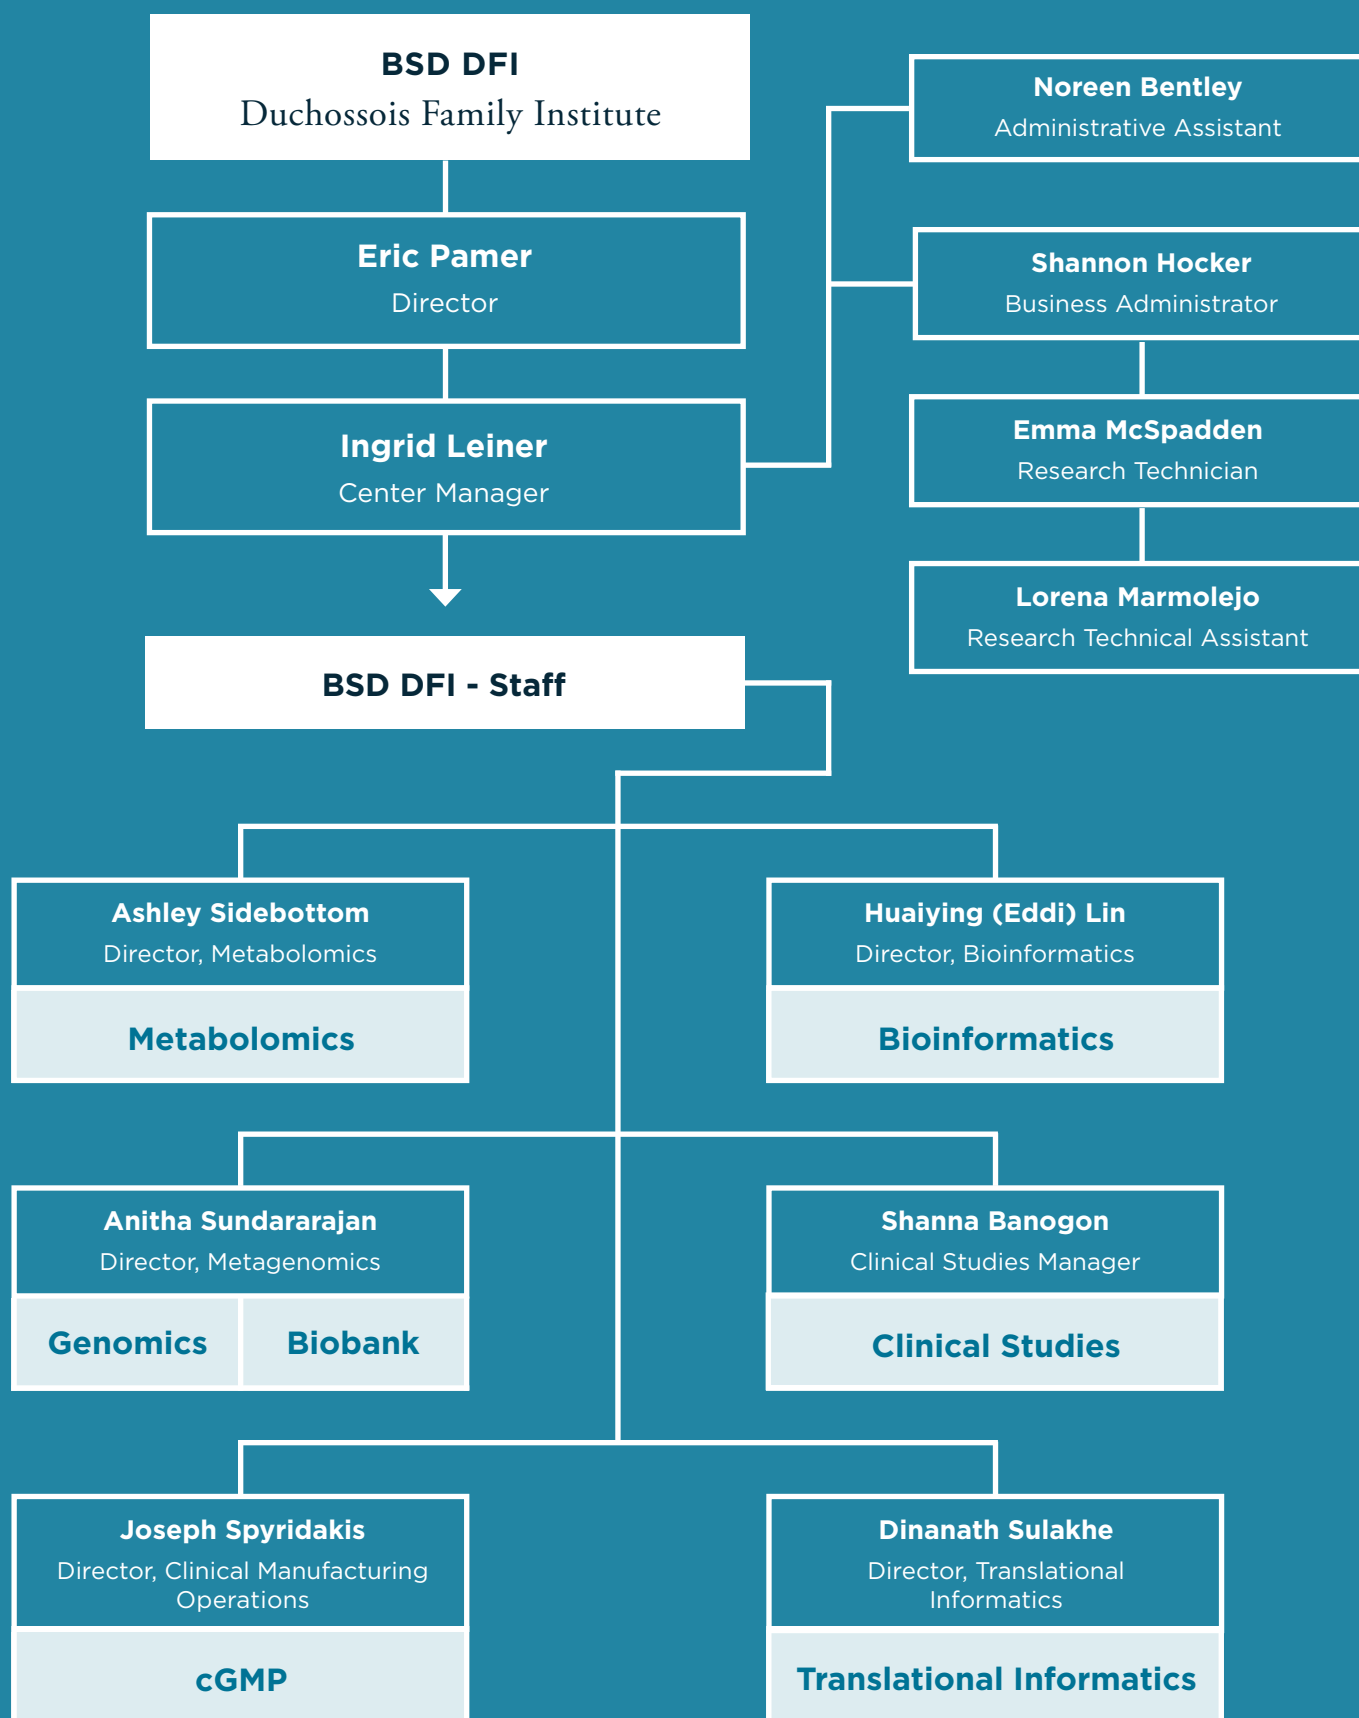 BSD DFI
Duchossois Family Institute
Eric Pamer
Director
Ingrid Leiner
Center Manager
Noreen Bentley
Administrative Assistant
Shannon Hocker
Business Administrator
Emma McSpadden
Research Technician
Lorena Marmolejo
Research Technical Assistant
BSD DFI - Staff
Ashley Sidebottom
Director, Metabolomics
Metabolomics
Huaiying (Eddi) Lin
Director, Bioinformatics
Bioinformatics
Anitha Sundararajan
Director, Metagenomics
Genomics
Biobank
Shanna Banogon
Clinical Studies Manager
Clinical Studies
Joseph Spyridakis
Director, Clinical Manufacturing
Operations
cGMP
Dinanath Sulakhe
Director, Translational
Informatics
Translational Informatics